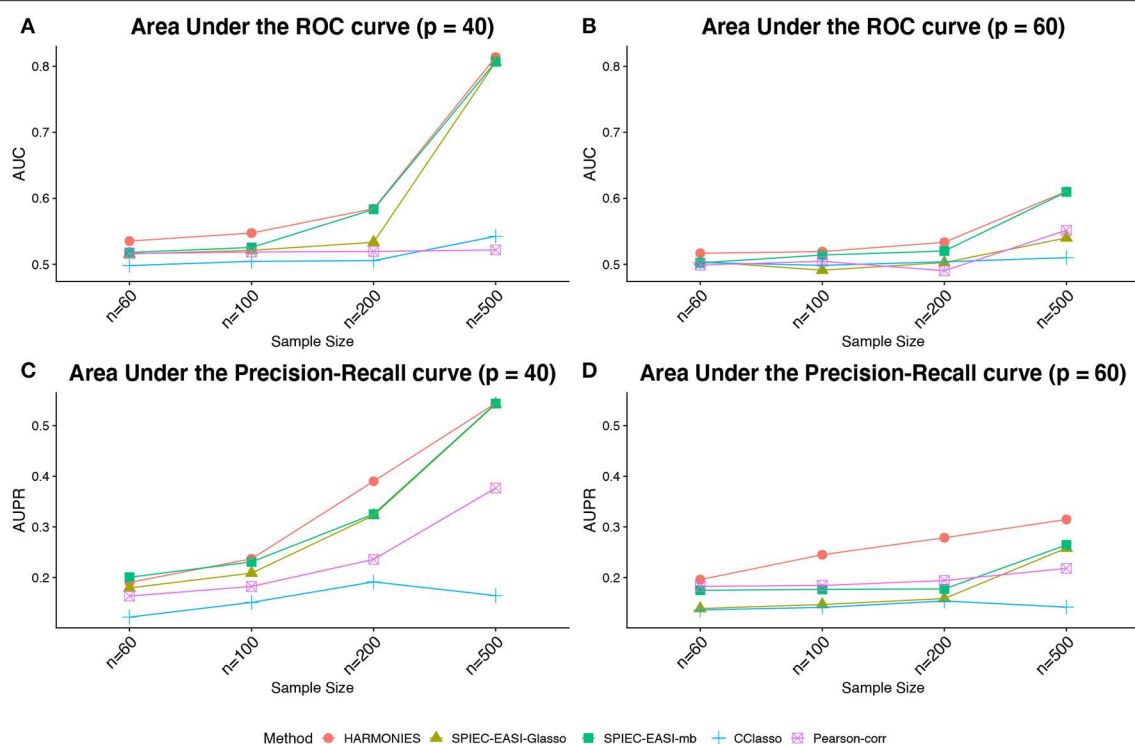 A
Area Under the ROC curve (p = 40)
AUC
0.8
0.7
0.6
0.5
n=60
n=100
n=200
n=500
Sample Size
B
Area Under the ROC curve (p = 60)
AUC
0.8
0.7
0.6
0.5
n=60
n=100
n=200
n=500
Sample Size
C
Area Under the Precision-Recall curve (p = 40)
AUPR
0.5
0.4
0.3
0.2
n=60
n=100
n=200
n=500
Sample Size
D
Area Under the Precision-Recall curve (p = 60)
AUPR
0.5
0.4
0.3
0.2
n=60
n=100
n=200
n=500
Sample Size
Method HARMONIES SPIEC-EASI-Glasso SPIEC-EASI-mb CClasso Pearson-corr